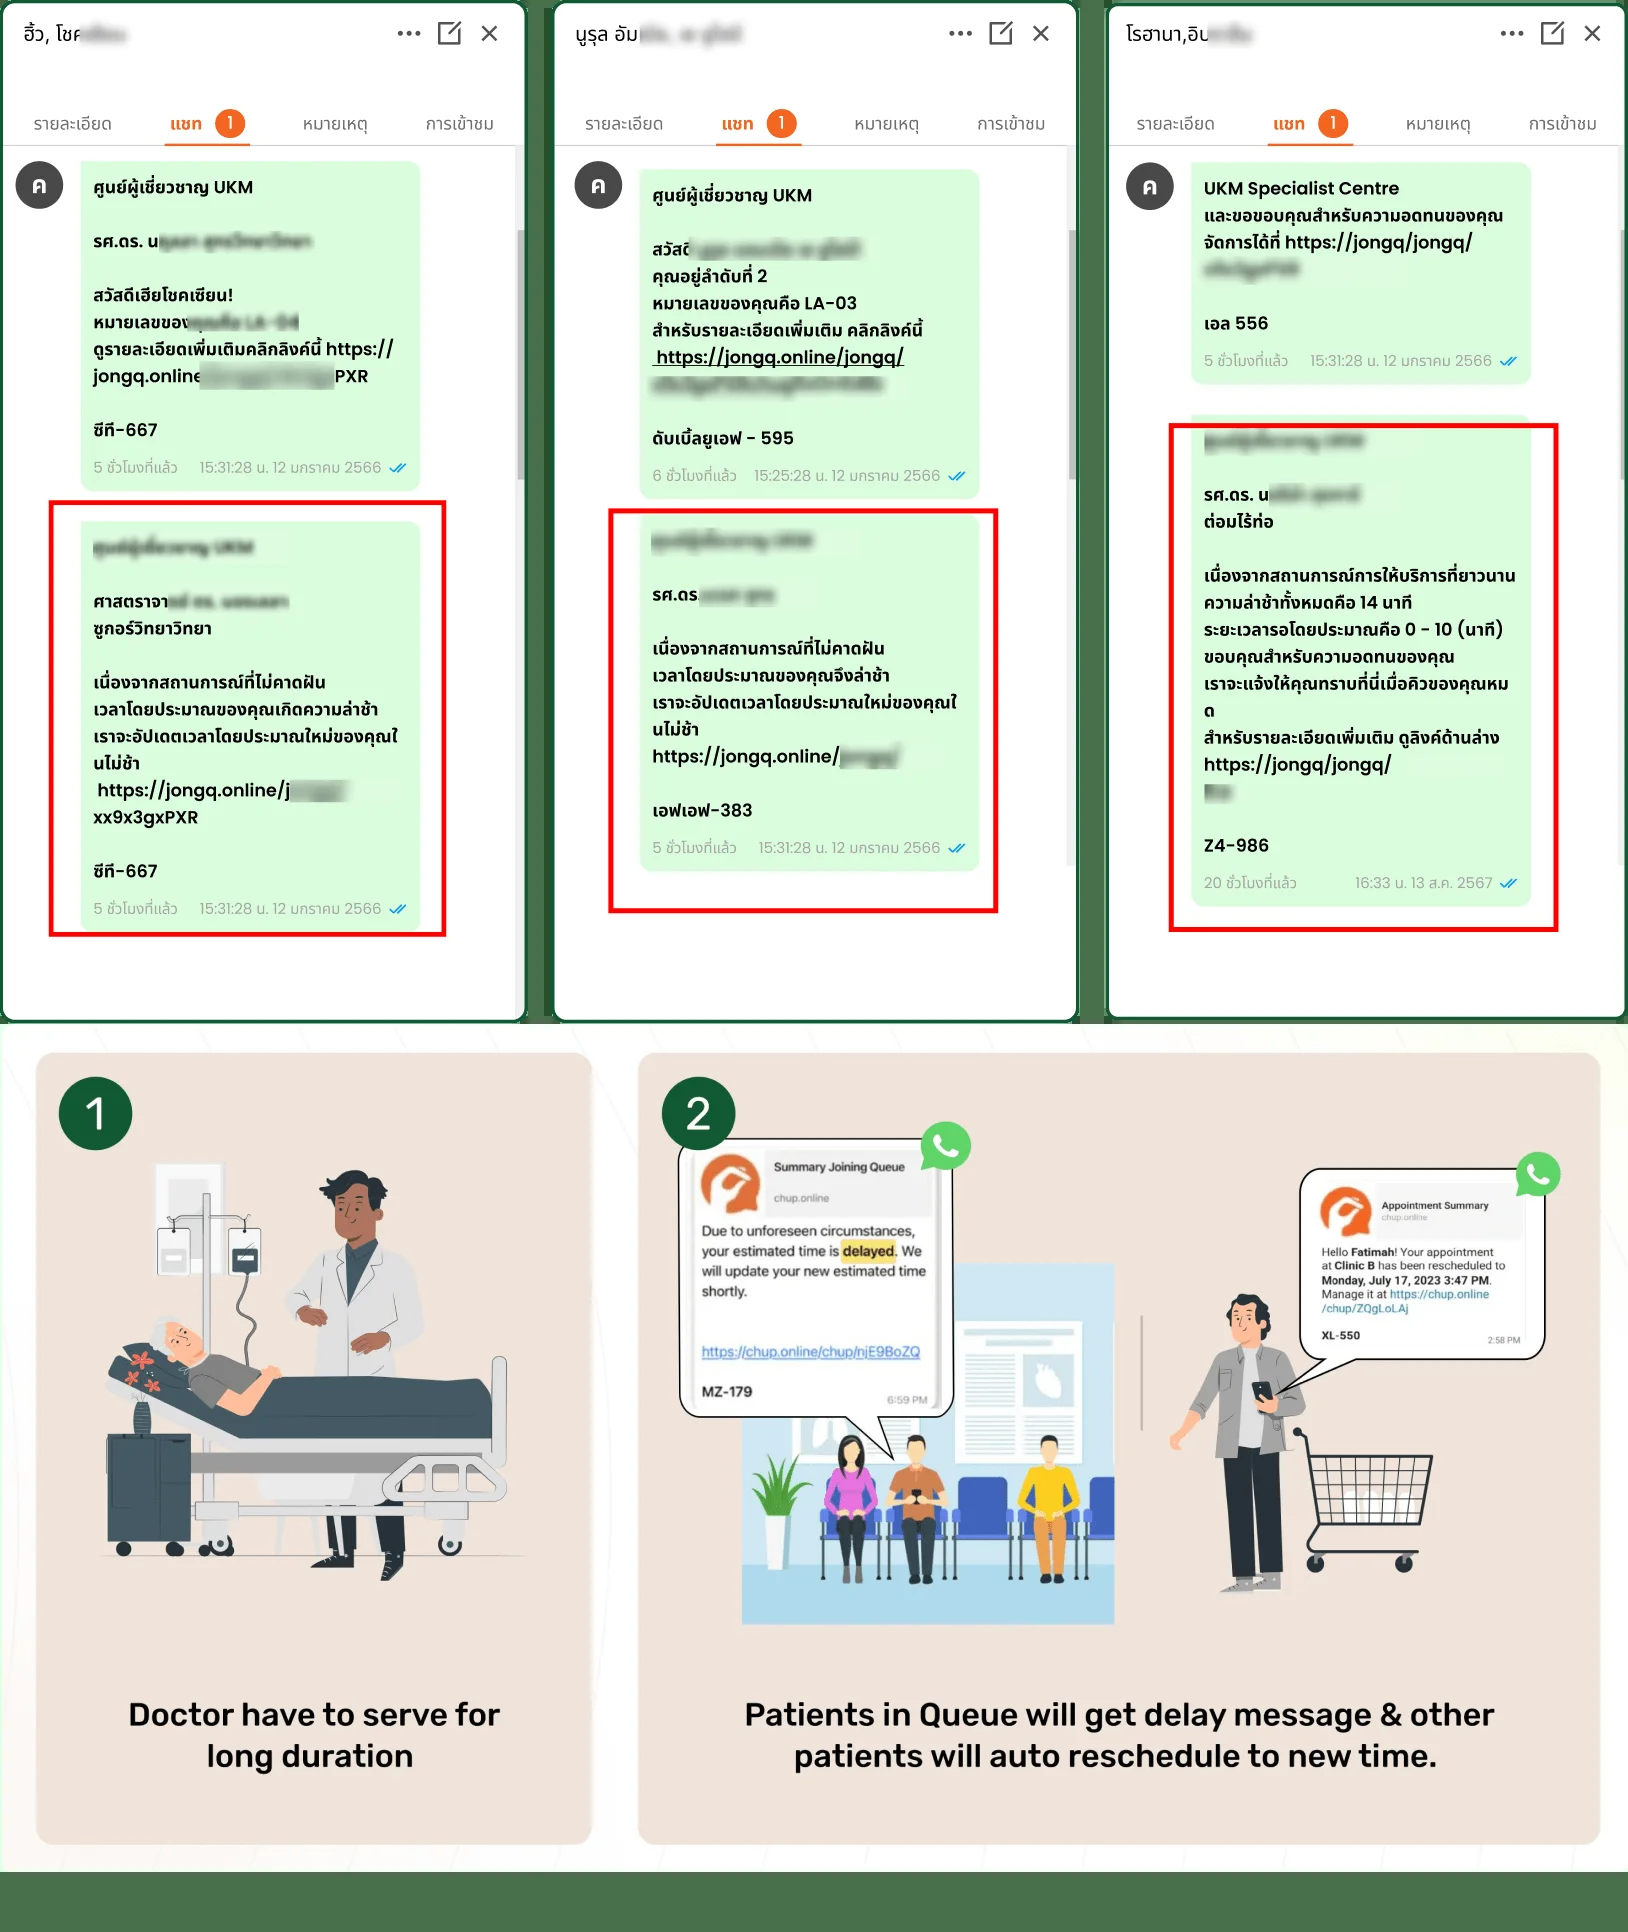 ฮิ้ว, โชค
รายละเอียด
แชท 1
หมายเหตุ
การเข้าชม
ค
ศูนย์ผู้เชี่ยวชาญ UKM
รศ.ดร. น
สวัสดีเฮียโชคเซียน!
หมายเลขของ
ดูรายละเอียดเพิ่มเติมคลิกลิงค์นี้ https://
jongq.online PXR
ซีที-667
5 ชั่วโมงที่แล้ว 15:31:28 น. 12 มกราคม 2566
ศาสตราจา
ซูกอร์วิทยาวิทยา
เนื่องจากสถานการณ์ที่ไม่คาดฝัน
เวลาโดยประมาณของคุณเกิดความล่าช้า
เราจะอัปเดตเวลาโดยประมาณใหม่ของคุณใ
นไม่ช้า
https://jongq.online/j
xx9x3gxPXR
ซีที-667
5 ชั่วโมงที่แล้ว 15:31:28 น. 12 มกราคม 2566
นูรุล อัม
รายละเอียด
แชท 1
หมายเหตุ
การเข้าชม
ค
ศูนย์ผู้เชี่ยวชาญ UKM
สวัสดี
คุณอยู่ลำดับที่ 2
หมายเลขของคุณคือ LA-03
สำหรับรายละเอียดเพิ่มเติม คลิกลิงค์นี้
https://jongq.online/jongq/
ดับเบิ้ลยูเอฟ - 595
6 ชั่วโมงที่แล้ว 15:25:28 น. 12 มกราคม 2566
รศ.ดร.
เนื่องจากสถานการณ์ที่ไม่คาดฝัน
เวลาโดยประมาณของคุณจึงล่าช้า
เราจะอัปเดตเวลาโดยประมาณใหม่ของคุณใ
นไม่ช้า
https://jongq.online/
เอฟเอฟ-383
5 ชั่วโมงที่แล้ว 15:31:28 น. 12 มกราคม 2566
โรฮานา,อิบ
รายละเอียด
แชท 1
หมายเหตุ
การเข้าชม
ค
UKM Specialist Centre
และขอขอบคุณสำหรับความอดทนของคุณ
จัดการได้ที่ https://jongq/jongq/
เอล 556
5 ชั่วโมงที่แล้ว 15:31:28 น. 12 มกราคม 2566
รศ.ดร. น
ต่อมไร้ท่อ
เนื่องจากสถานการณ์การให้บริการที่ยาวนาน
ความล่าช้าทั้งหมดคือ 14 นาที
ระยะเวลารอโดยประมาณคือ 0 - 10 (นาที)
ขอบคุณสำหรับความอดทนของคุณ
เราจะแจ้งให้คุณทราบที่นี่เมื่อคิวของคุณหม
ด
สำหรับรายละเอียดเพิ่มเติม ดูลิงค์ด้านล่าง
https://jongq/jongq/
Z4-986
20 ชั่วโมงที่แล้ว 16:33 น. 13 ส.ค. 2567
1
Doctor have to serve for
long duration
2
Summary Joining Queue
chup.online
Due to unforeseen circumstances,
your estimated time is delayed. We
will update your new estimated time
shortly.
https://chup.online/chup/njE9BoZQ
MZ-179
6:59 PM
Appointment Summary
chup.online
Hello Fatimah! Your appointment
at Clinic B has been rescheduled to
Monday, July 17, 2023 3:47 PM.
Manage it at https://chup.online
/chup/ZQgLoLAj
XL-550
2:58 PM
Patients in Queue will get delay message & other
patients will auto reschedule to new time.